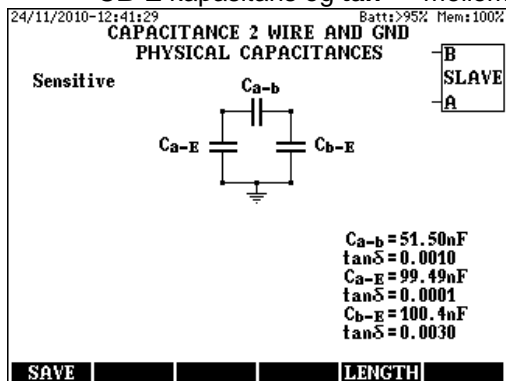 24/11/2010-12:41:29 Batt:>95% Mem:100%
CAPACITANCE 2 WIRE AND GND
PHYSICAL CAPACITANCES
Sensitive
B
SLAVE
A
Ca-b
Ca-E
Cb-E
Ca-b=51.50nF
tanδ=0.0010
Ca-E=99.49nF
tanδ=0.0001
Cb-E=100.4nF
tanδ=0.0030
SAVE LENGTH